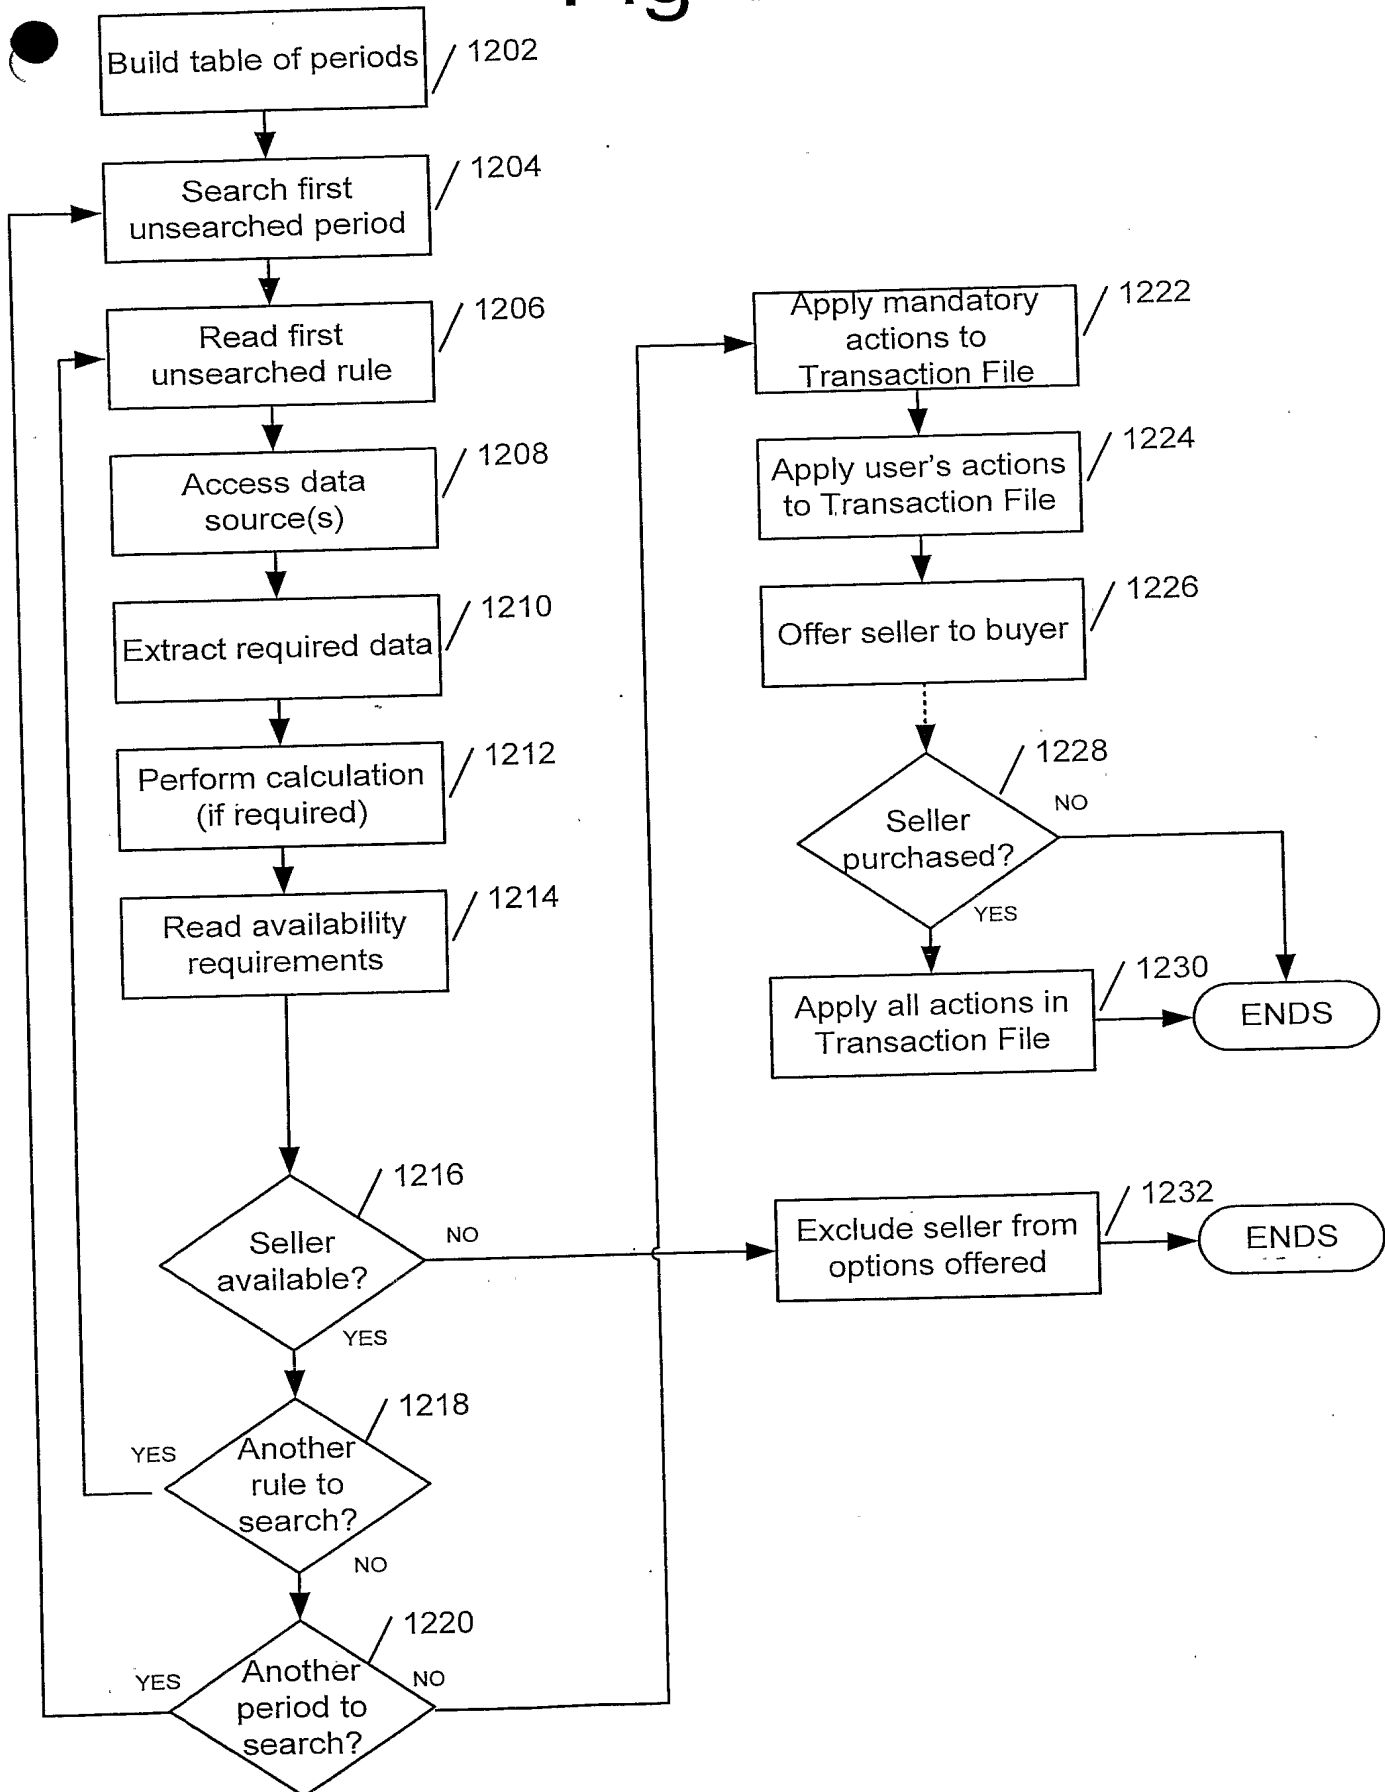 Fig
Build table of periods
1202
Search first
unsearched period
1204
Read first
unsearched rule
1206
Access data
source(s)
1208
Extract required data
1210
Perform calculation
(if required)
1212
Read availability
requirements
1214
Seller
available?
1216
NO
YES
Another
rule to
search?
1218
YES
NO
Another
period to
search?
1220
YES
NO
Apply mandatory
actions to
Transaction File
1222
Apply user's actions
to Transaction File
1224
Offer seller to buyer
1226
Seller
purchased?
1228
NO
YES
Apply all actions in
Transaction File
1230
ENDS
Exclude seller from
options offered
1232
ENDS